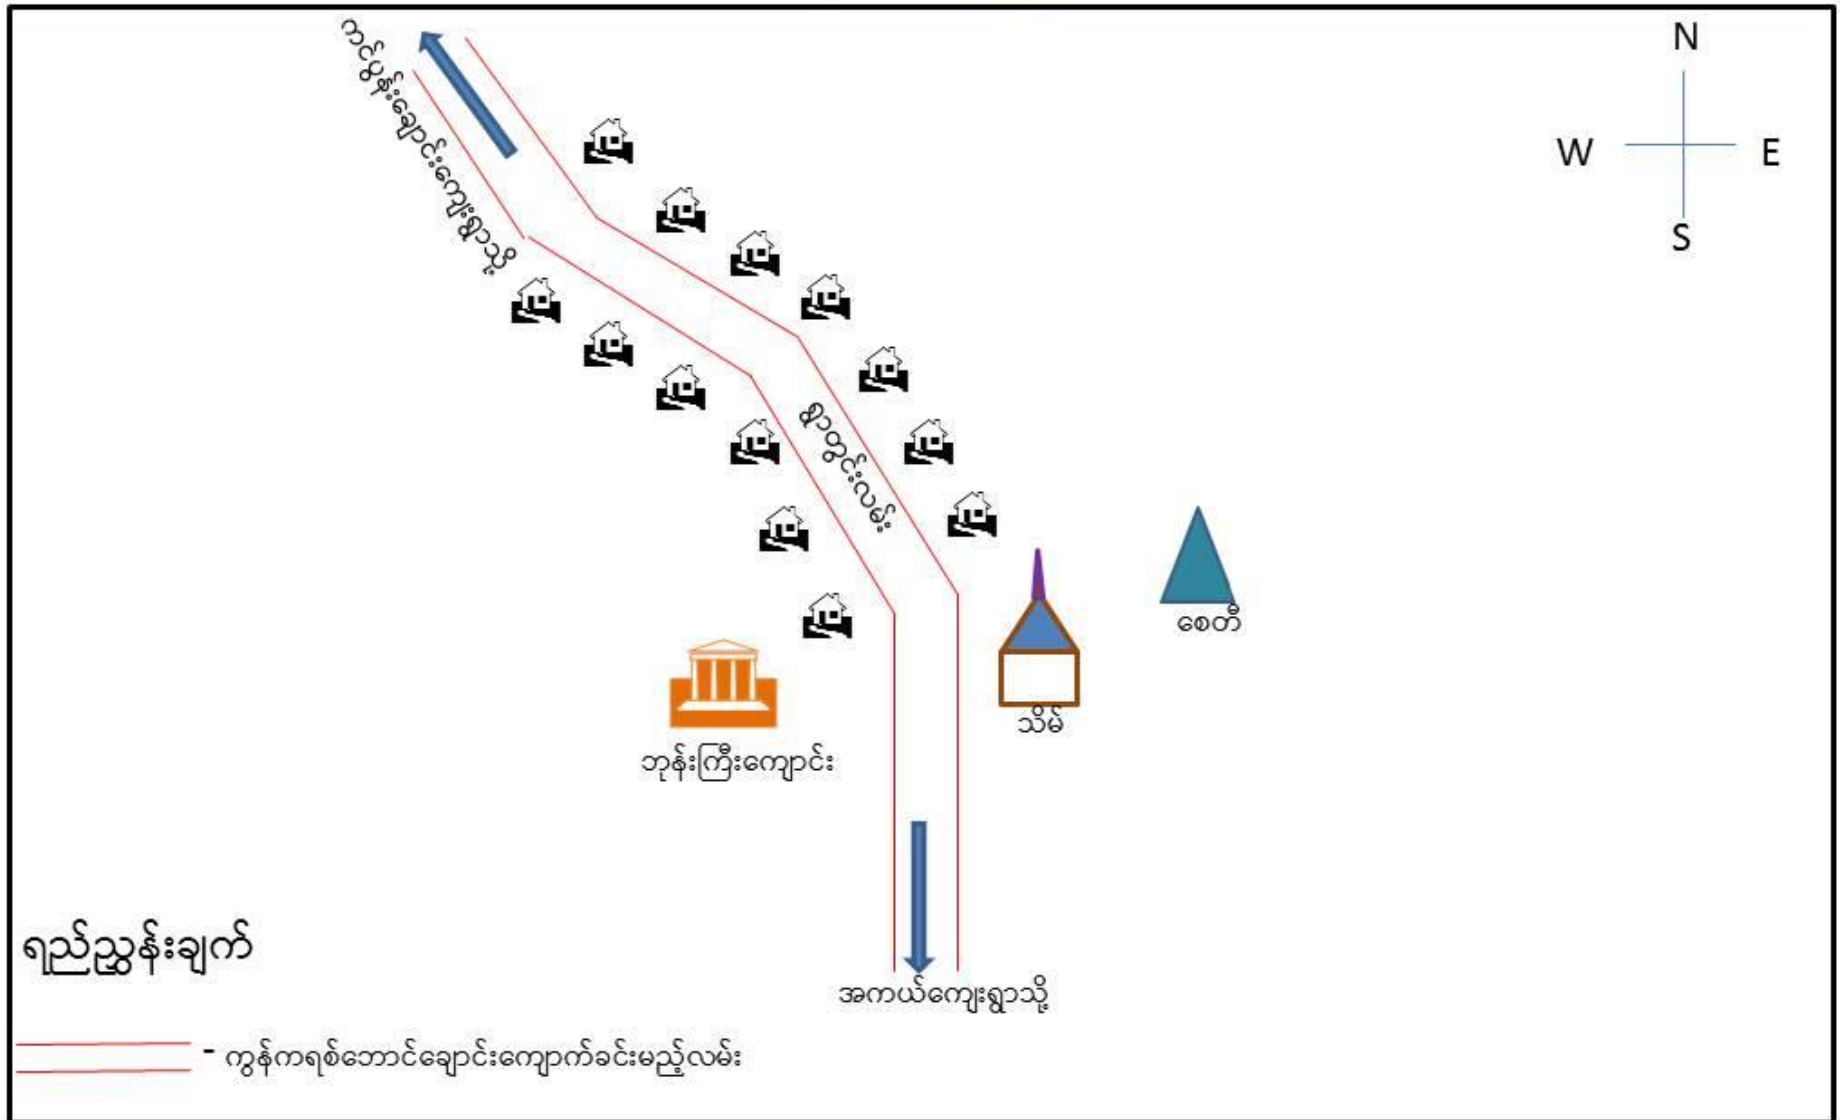 ကင်ပွန်းချောင်းကျေးရွာသို့
N
W
E
S
ရွာတွင်းလမ်း
စေတီ
သိမ်
ဘုန်းကြီးကျောင်း
ရည်ညွှန်းချက်
အကယ်ကျေးရွာသို့
- ကွန်ကရစ်ဘောင်ချောင်းကျောက်ခင်းမည့်လမ်း